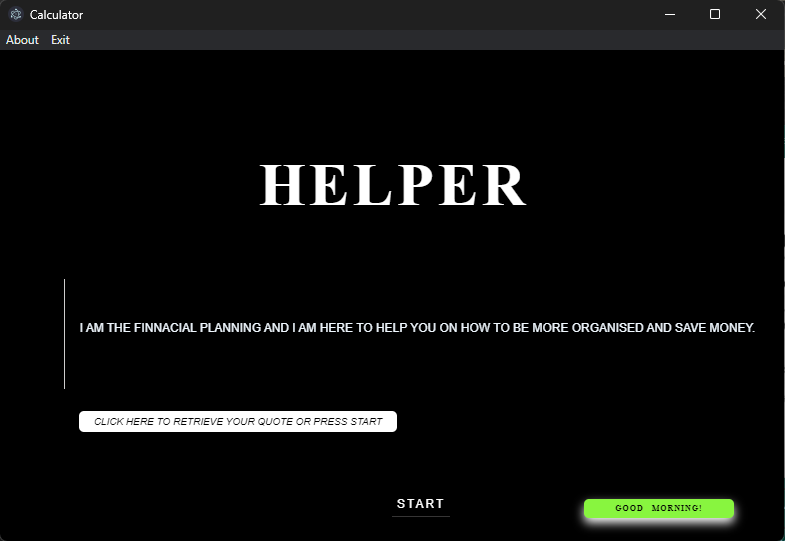 Calculator
About Exit
HELPER
I AM THE FINNACIAL PLANNING AND I AM HERE TO HELP YOU ON HOW TO BE MORE ORGANISED AND SAVE MONEY.
CLICK HERE TO RETRIEVE YOUR QUOTE OR PRESS START
START
GOOD MORNING!